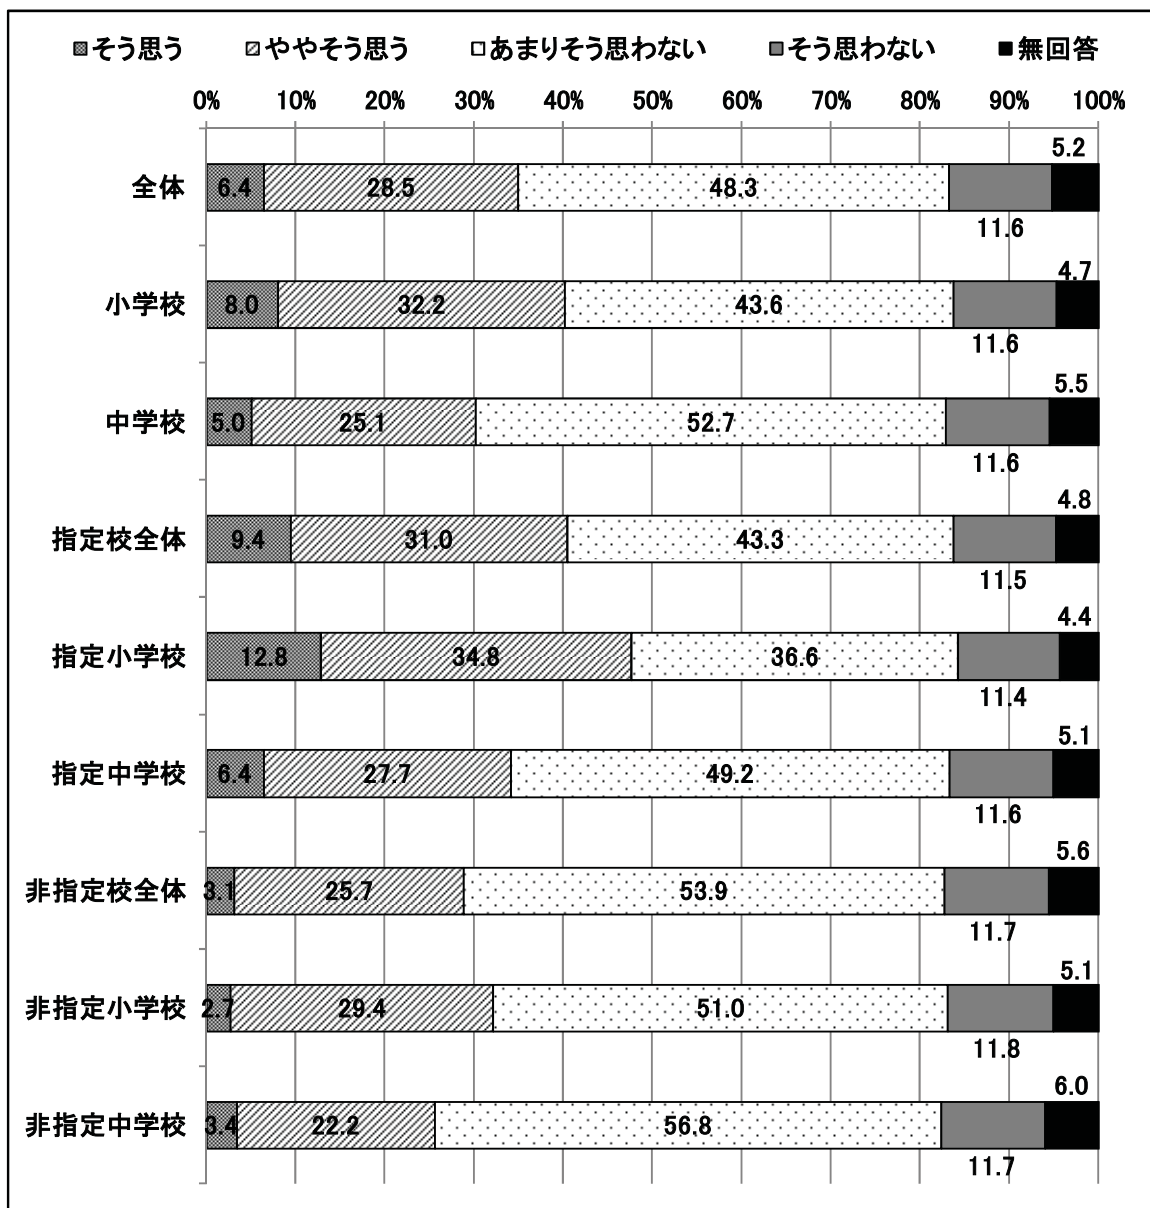 そう思う ややそう思う あまりそう思わない そう思わない 無回答
0% 10% 20% 30% 40% 50% 60% 70% 80% 90% 100%
5.2
全体 6.4 28.5 48.3
11.6
4.7
小学校 8.0 32.2 43.6
11.6
5.5
中学校 5.0 25.1 52.7
11.6
4.8
指定校全体 9.4 31.0 43.3
11.5
4.4
指定小学校 12.8 34.8 36.6
11.4
5.1
指定中学校 6.4 27.7 49.2
11.6
5.6
非指定校全体 3.1 25.7 53.9
11.7
5.1
非指定小学校 2.7 29.4 51.0
11.8
6.0
非指定中学校 3.4 22.2 56.8
11.7